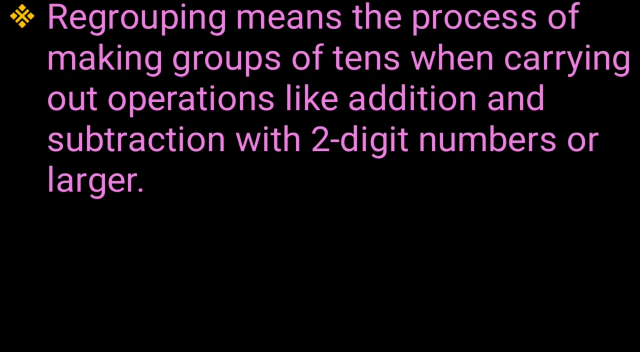 ❖ Regrouping means the process of
making groups of tens when carrying
out operations like addition and
subtraction with 2-digit numbers or
larger.